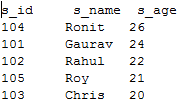 s_id s_name s_age
104 Ronit 26
101 Gaurav 24
102 Rahul 22
105 Roy 21
103 Chris 20